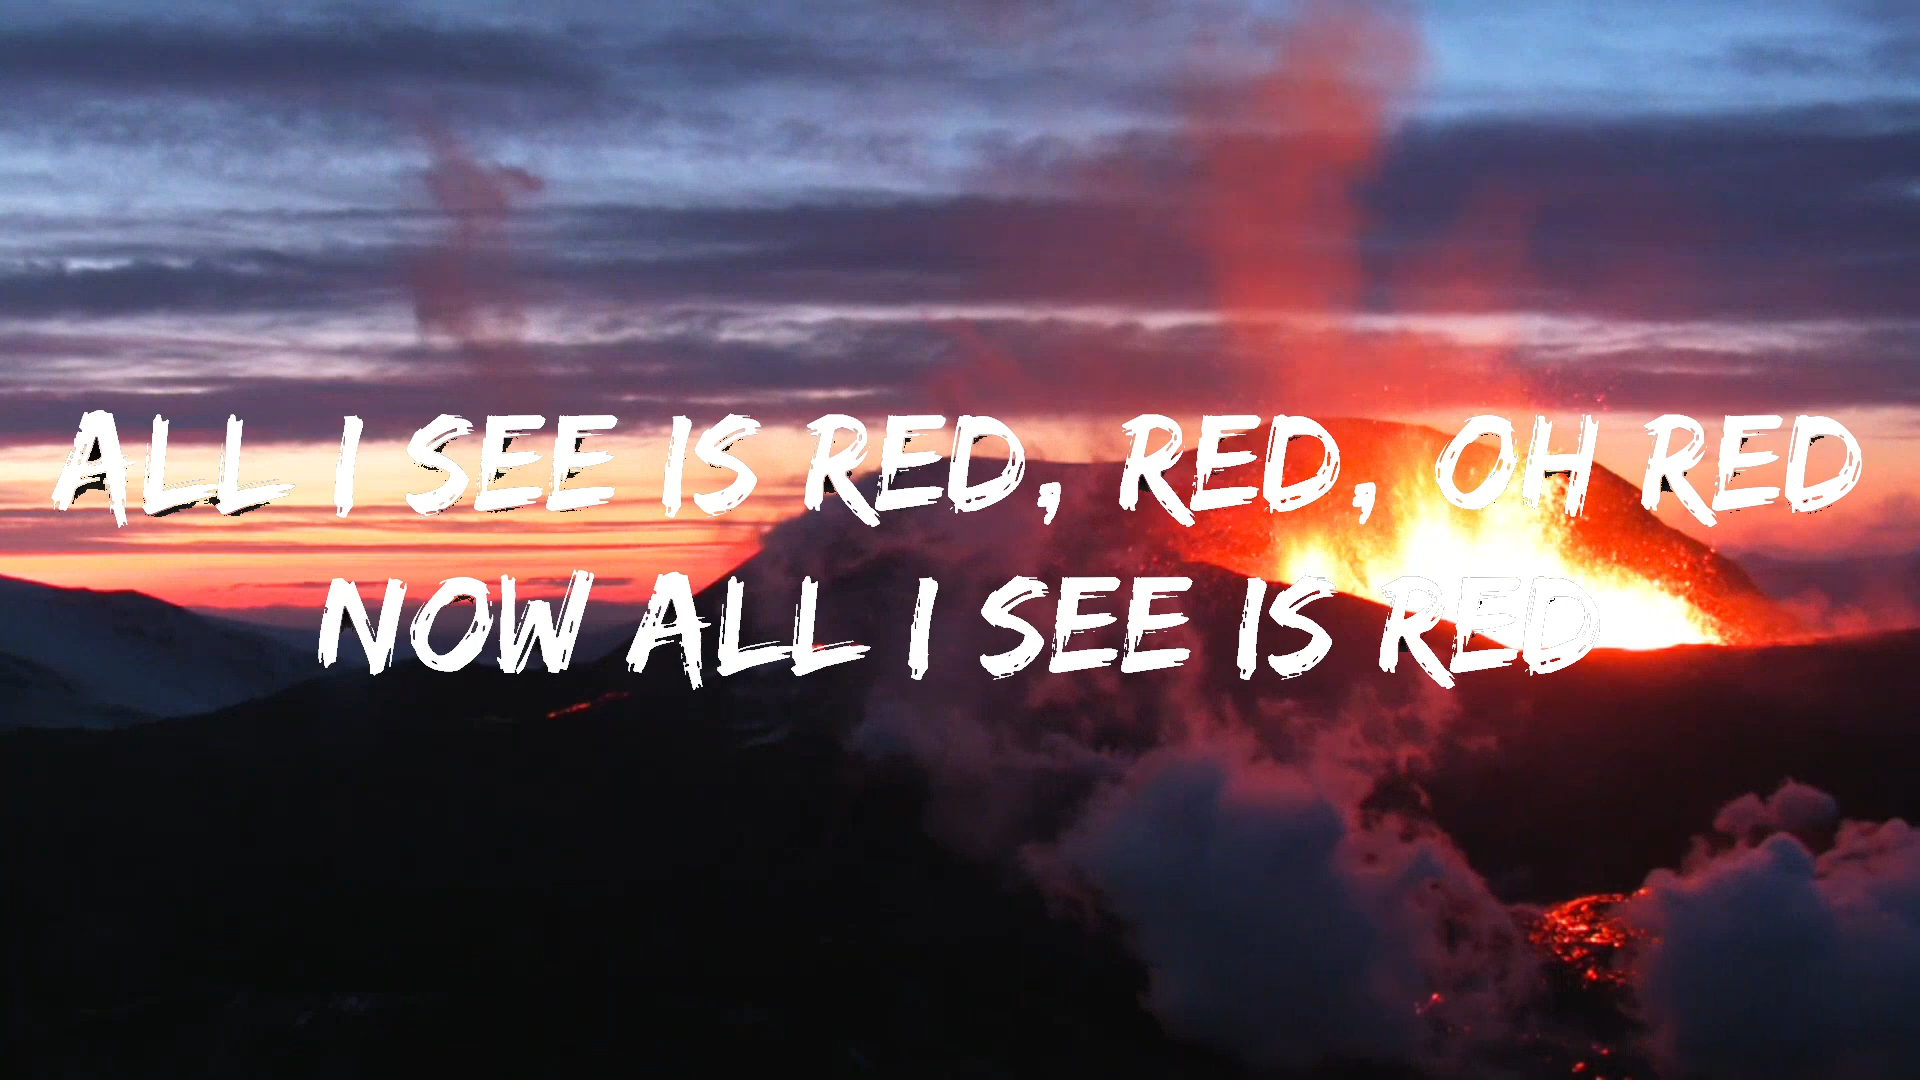 ALL I SEE IS RED, RED, OH RED
NOW ALL I SEE IS RED